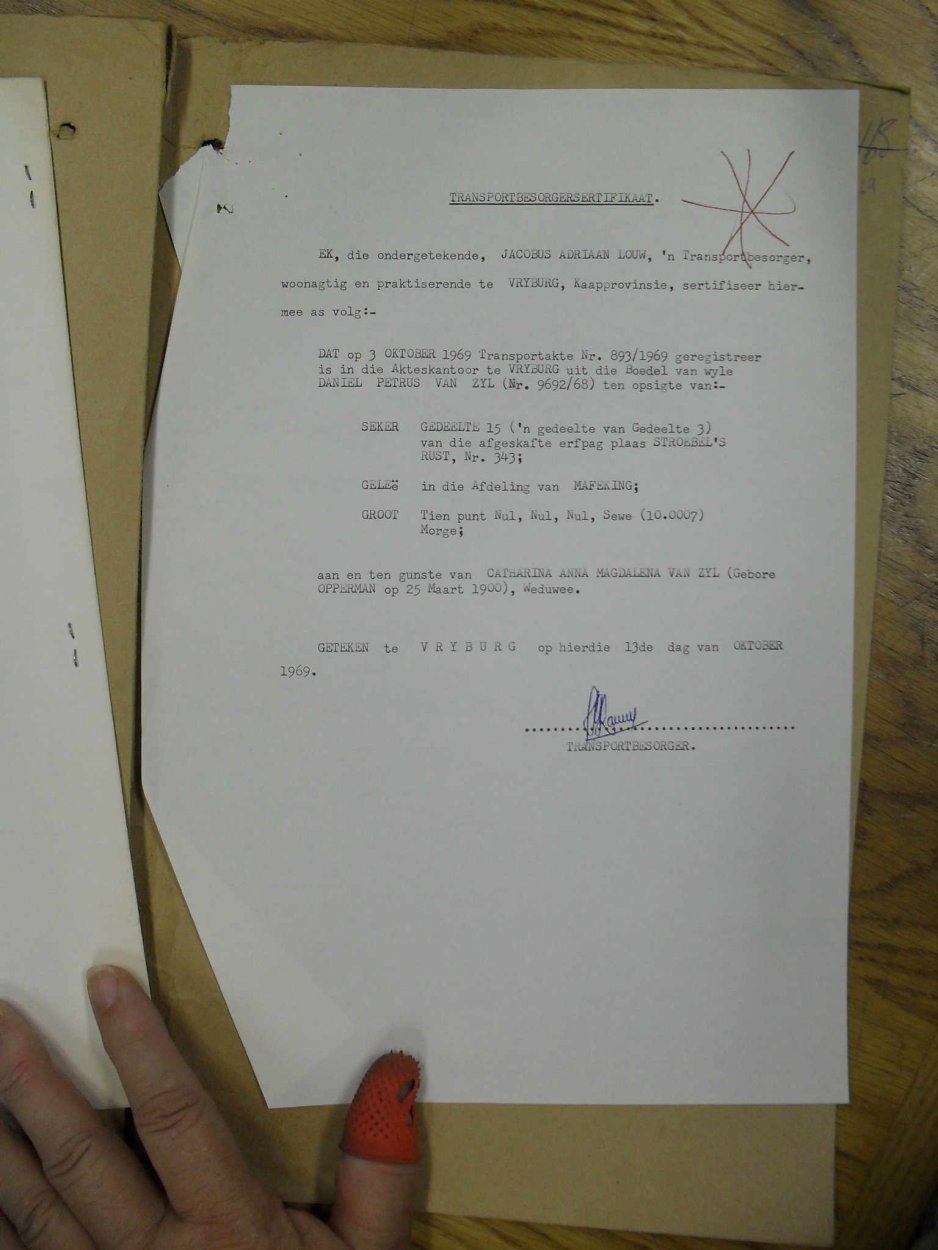 TRANSPORTBESORGERSERTIFIKAAT.
EK, die ondergetekende, JACOBUS ADRIAAN LOUW, 'n Transportbesorger,
woonagtig en praktiserende te VRYBURG, Kaapprovinsie, sertifiseer hier-
mee as volg:-
DAT op 3 OKTOBER 1969 Transportakte Nr. 893/1969 geregistreer
is in die Akteskantoor te VRYBURG uit die Boedel van wyle
DANIEL PETRUS VAN ZYL (Nr. 9692/68) ten opsigte van:-
SEKER GEDEELTE 15 ('n gedeelte van Gedeelte 3)
van die afgeskafte erfpag plaas STROEBEL'S
RUST, Nr. 343;
GELEë in die Afdeling van MAFEKING;
GROOT Tien punt Nul, Nul, Nul, Sewe (10.0007)
Morge;
aan en ten gunste van CATHARINA ANNA MAGDALENA VAN ZYL (Gebore
OPPERMAN op 25 Maart 1900), Weduwee.
GETEKEN te V R Y B U R G op hierdie 13de dag van OKTOBER
1969.
TRANSPORTBESORGER.